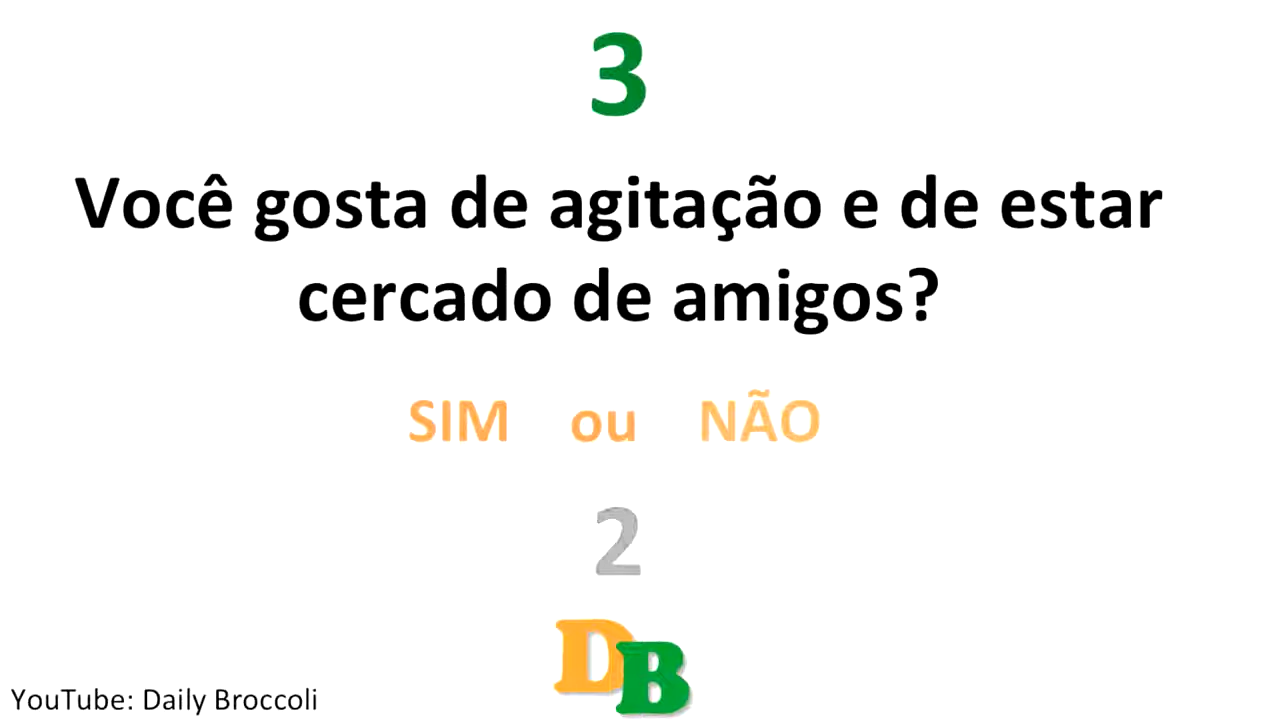 3
Você gosta de agitação e de estar
cercado de amigos?
SIM ou NÃO
2
DB
YouTube: Daily Broccoli